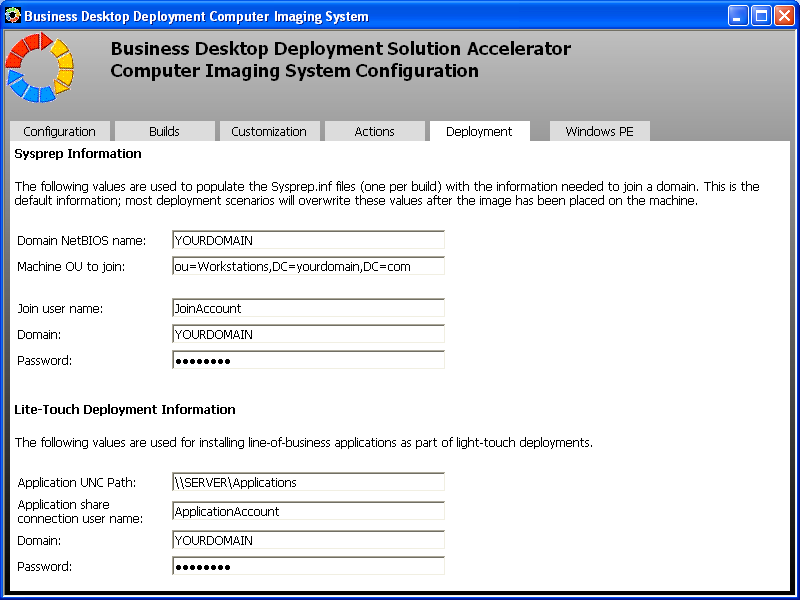 Business Desktop Deployment Computer Imaging System
Business Desktop Deployment Solution Accelerator
Computer Imaging System Configuration
Configuration Builds Customization Actions Deployment Windows PE
Sysprep Information
The following values are used to populate the Sysprep.inf files (one per build) with the information needed to join a domain. This is the
default information; most deployment scenarios will overwrite these values after the image has been placed on the machine.
Domain NetBIOS name: YOURDOMAIN
Machine OU to join: ou=Workstations,DC=yourdomain,DC=com
Join user name: JoinAccount
Domain: YOURDOMAIN
Password: ●●●●●●●●
Lite-Touch Deployment Information
The following values are used for installing line-of-business applications as part of light-touch deployments.
Application UNC Path: \\SERVER\Applications
Application share
connection user name: ApplicationAccount
Domain: YOURDOMAIN
Password: ●●●●●●●●